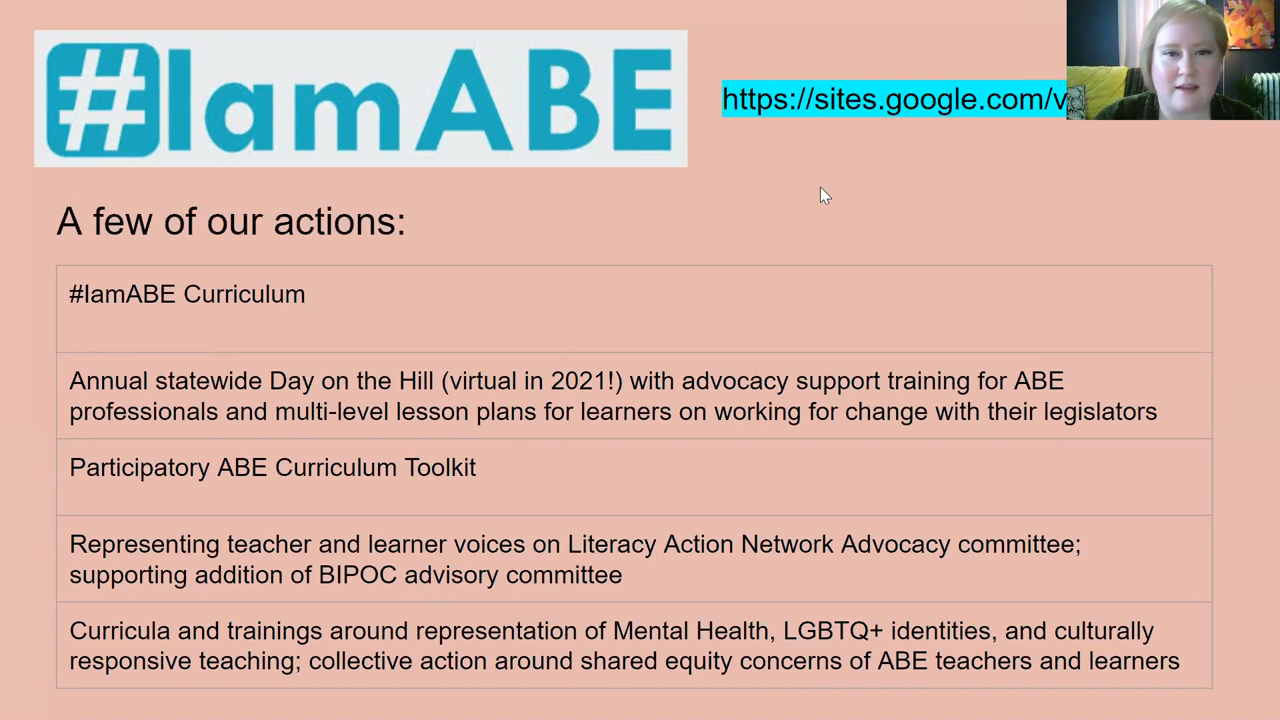 #IamABE
https://sites.google.com/v
A few of our actions:
#IamABE Curriculum
Annual statewide Day on the Hill (virtual in 2021!) with advocacy support training for ABE
professionals and multi-level lesson plans for learners on working for change with their legislators
Participatory ABE Curriculum Toolkit
Representing teacher and learner voices on Literacy Action Network Advocacy committee;
supporting addition of BIPOC advisory committee
Curricula and trainings around representation of Mental Health, LGBTQ+ identities, and culturally
responsive teaching; collective action around shared equity concerns of ABE teachers and learners